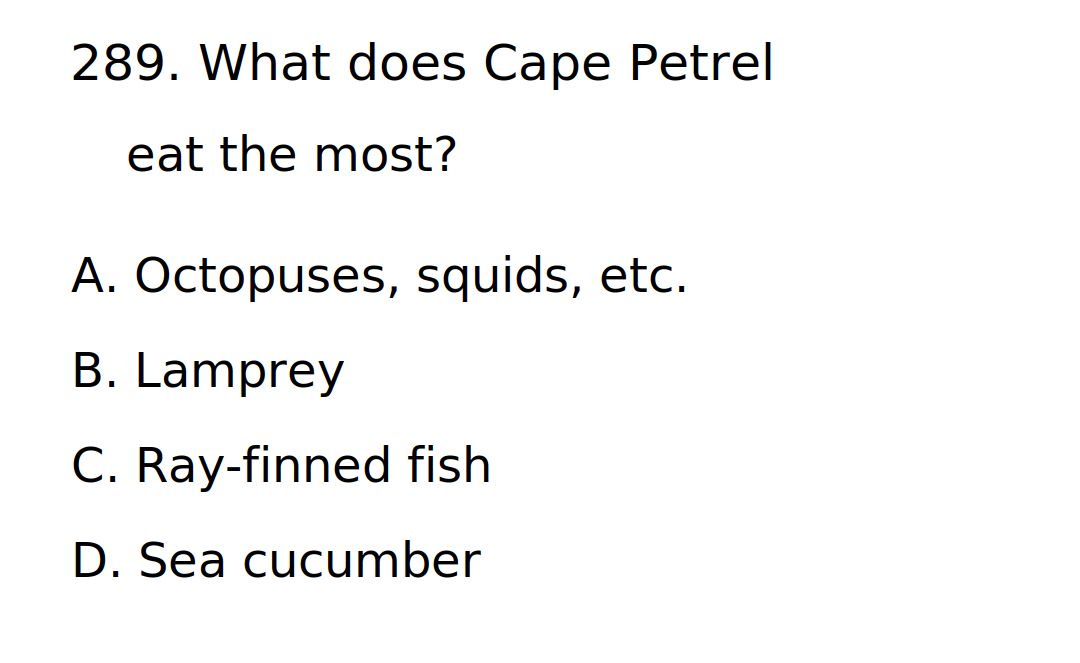 289. What does Cape Petrel
eat the most?
A. Octopuses, squids, etc.
B. Lamprey
C. Ray-finned fish
D. Sea cucumber